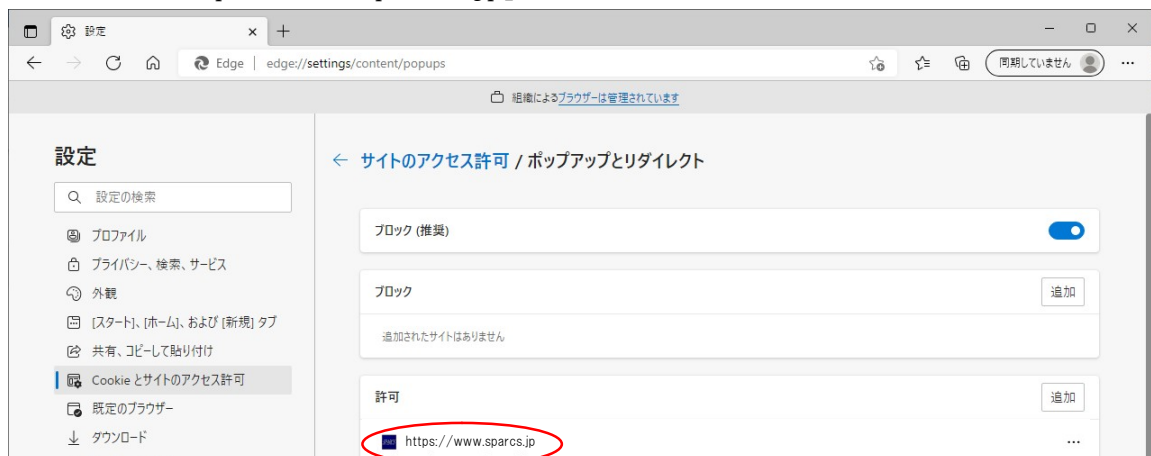 設定
Edge | edge://settings/content/popups
同期していません
組織によるブラウザーは管理されています
設定
設定の検索
プロファイル
プライバシー、検索、サービス
外観
[スタート]、[ホーム]、および [新規] タブ
共有、コピーして貼り付け
Cookie とサイトのアクセス許可
既定のブラウザー
ダウンロード
サイトのアクセス許可 / ポップアップとリダイレクト
ブロック (推奨)
ブロック
追加
追加されたサイトはありません
許可
追加
https://www.sparcs.jp